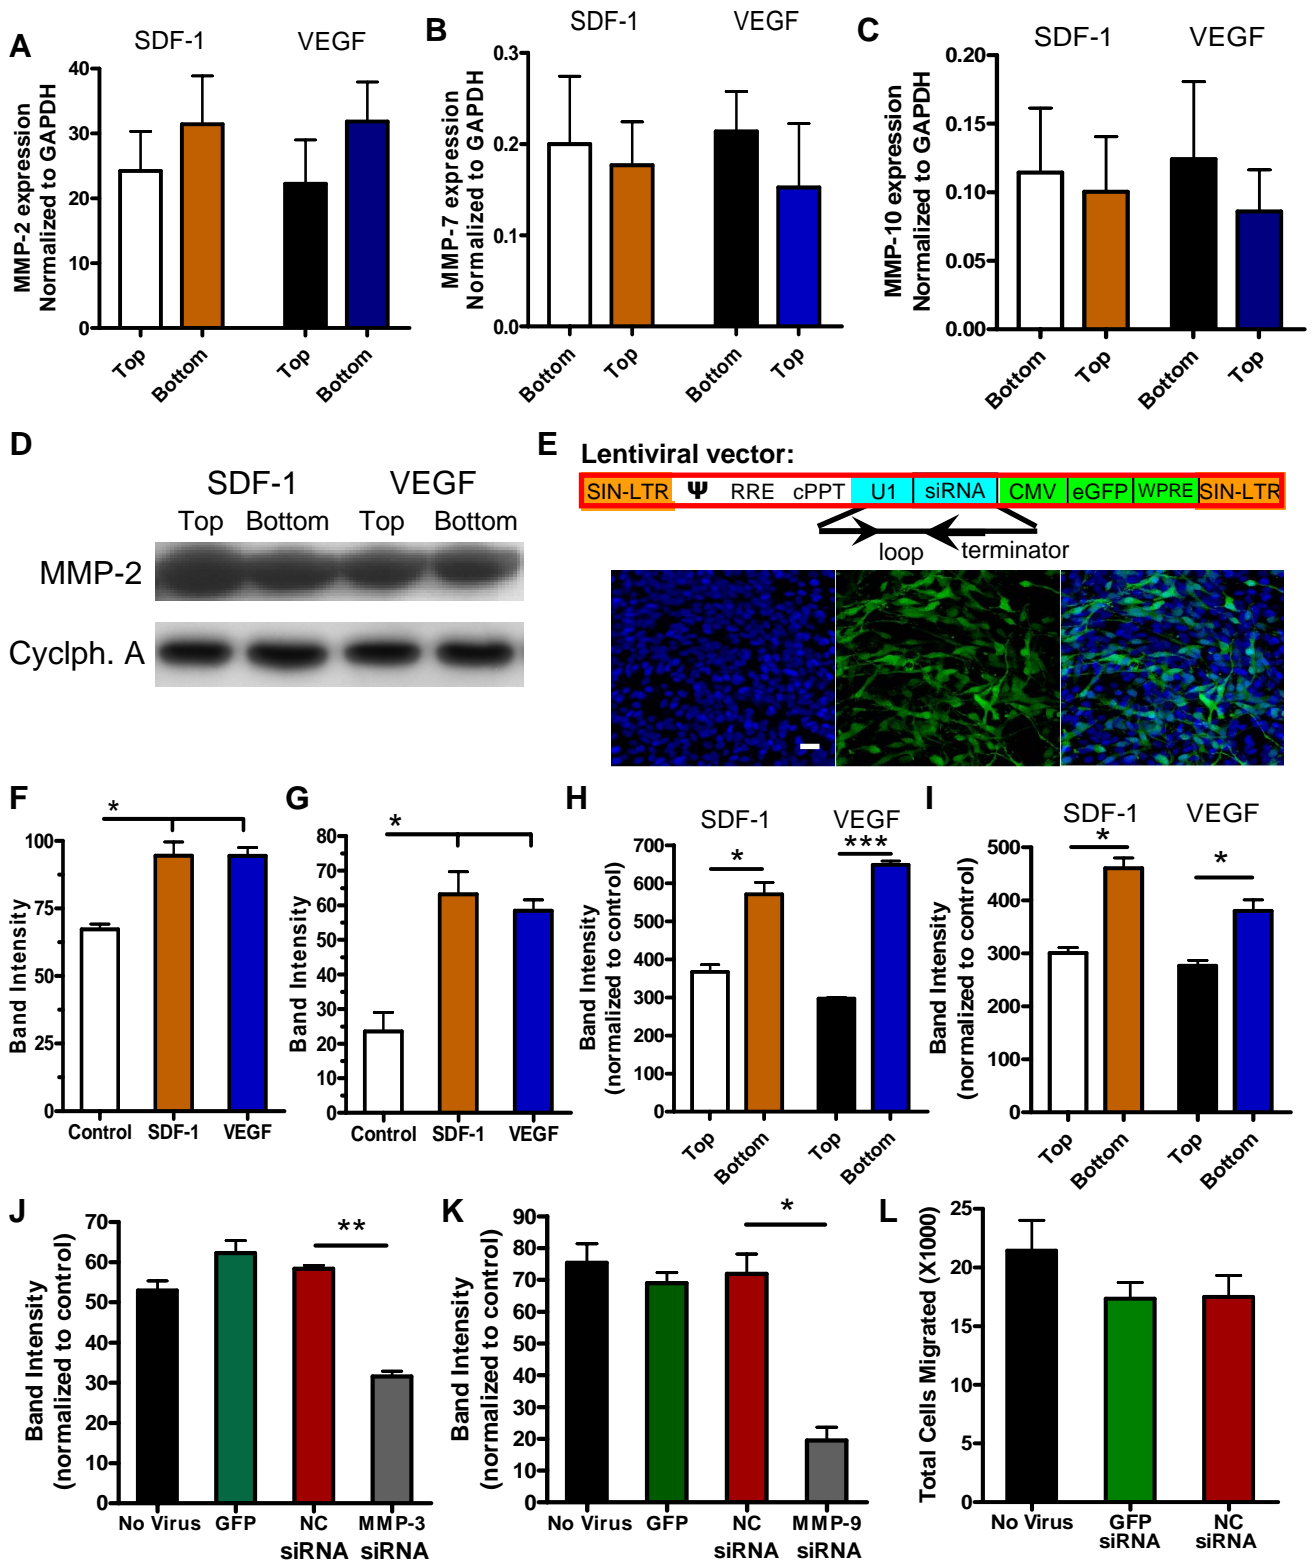 A
SDF-1 VEGF
MMP-2 expression
Normalized to GAPDH
40
30
20
10
0
Top Bottom Top Bottom
B
SDF-1 VEGF
MMP-7 expression
Normalized to GAPDH
0.3
0.2
0.1
0.0
Bottom Top Bottom Top
C
SDF-1 VEGF
MMP-10 expression
Normalized to GAPDH
0.20
0.15
0.10
0.05
0.00
Bottom Top Bottom Top
D
SDF-1 VEGF
Top Bottom Top Bottom
MMP-2
Cyclph. A
E
Lentiviral vector:
SIN-LTR Ψ RRE cPPT U1 siRNA CMV eGFP WPRE SIN-LTR
loop terminator
F
*
Band Intensity
100
75
50
25
0
Control SDF-1 VEGF
G
*
Band Intensity
80
70
60
50
40
30
20
10
0
Control SDF-1 VEGF
H
SDF-1 VEGF
* ***
Band Intensity
(normalized to control)
700
600
500
400
300
200
100
0
Top Bottom Top Bottom
I
SDF-1 VEGF
* *
Band Intensity
(normalized to control)
500
400
300
200
100
0
Top Bottom Top Bottom
J
**
Band Intensity
(normalized to control)
70
60
50
40
30
20
10
0
No Virus GFP NC MMP-3
siRNA siRNA
K
*
Band Intensity
(normalized to control)
90
80
70
60
50
40
30
20
10
0
No Virus GFP NC MMP-9
siRNA siRNA
L
Total Cells Migrated (X1000)
25
20
15
10
5
0
No Virus GFP NC
siRNA siRNA